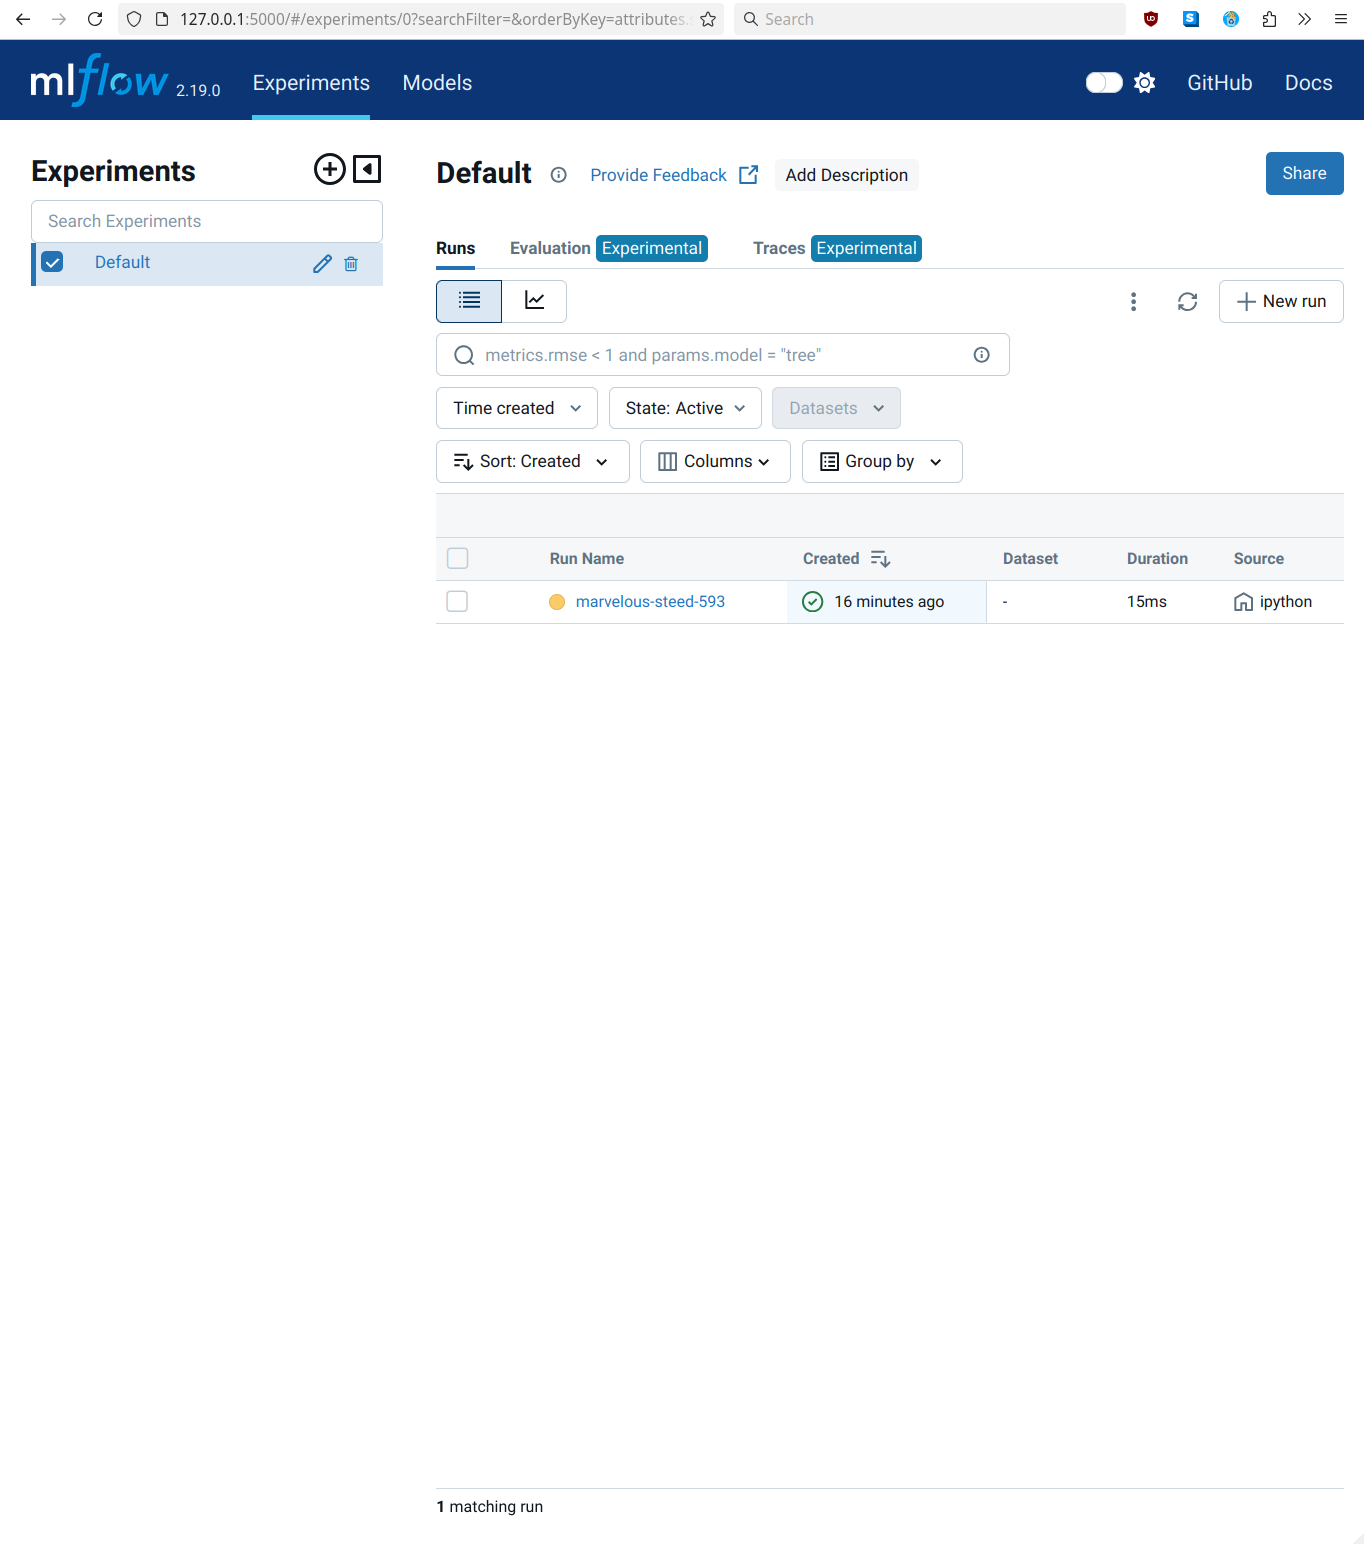 127.0.0.1:5000/#/experiments/0?searchFilter=&orderByKey=attributes.
Search
mlflow 2.19.0 Experiments Models GitHub Docs
Experiments
Search Experiments
Default
Default Provide Feedback Add Description Share
Runs Evaluation Experimental Traces Experimental
New run
metrics.rmse < 1 and params.model = "tree"
Time created State: Active Datasets
Sort: Created Columns Group by
Run Name Created Dataset Duration Source
marvelous-steed-593 16 minutes ago - 15ms ipython
1 matching run